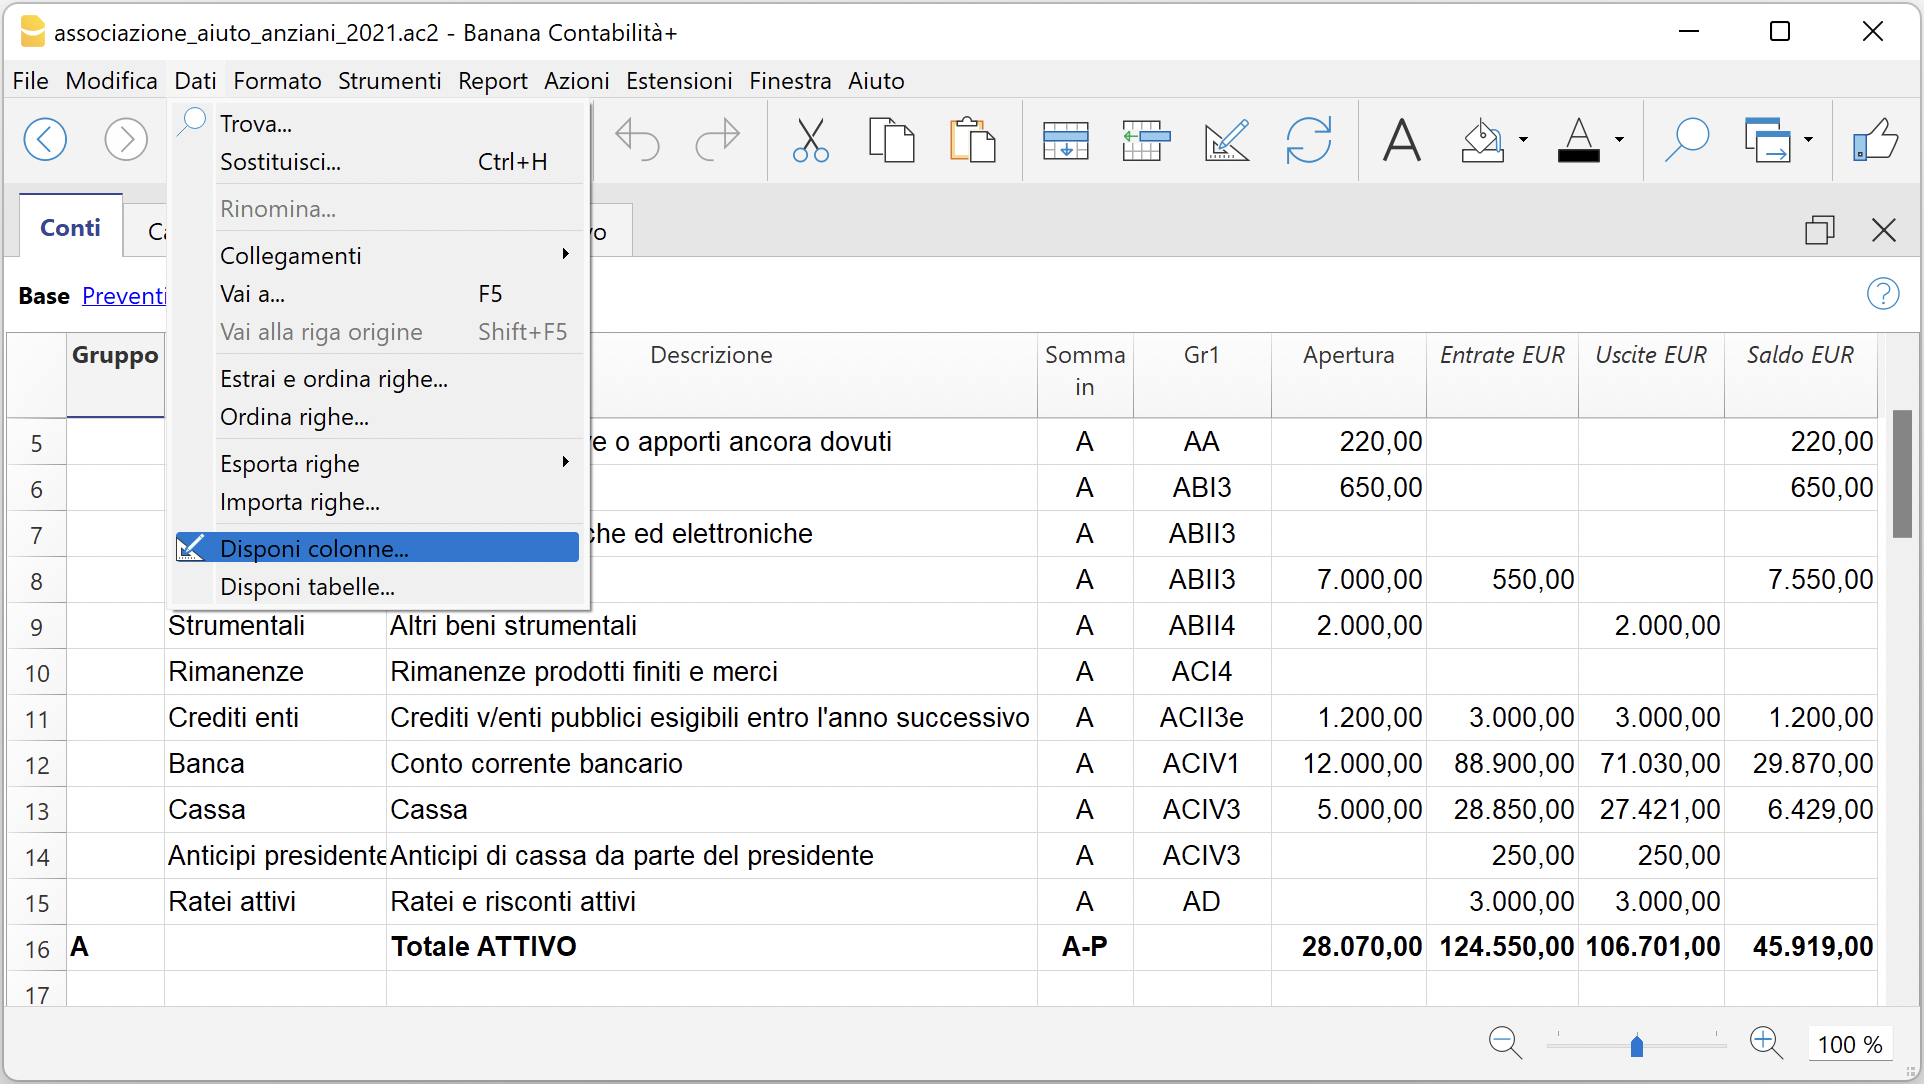 associazione_aiuto_anziani_2021.ac2 - Banana Contabilità+
File Modifica Dati Formato Strumenti Report Azioni Estensioni Finestra Aiuto
Trova...
Sostituisci... Ctrl+H
Rinomina...
Collegamenti
Vai a... F5
Vai alla riga origine Shift+F5
Estrai e ordina righe...
Ordina righe...
Esporta righe
Importa righe...
Disponi colonne...
Disponi tabelle...
Conti
Base
Gruppo Descrizione Somma in Gr1 Apertura Entrate EUR Uscite EUR Saldo EUR
5 o apporti ancora dovuti A AA 220,00 220,00
6 A ABI3 650,00 650,00
7 ed elettroniche A ABII3
8 A ABII3 7.000,00 550,00 7.550,00
9 Strumentali Altri beni strumentali A ABII4 2.000,00 2.000,00
10 Rimanenze Rimanenze prodotti finiti e merci A ACI4
11 Crediti enti Crediti v/enti pubblici esigibili entro l'anno successivo A ACII3e 1.200,00 3.000,00 3.000,00 1.200,00
12 Banca Conto corrente bancario A ACIV1 12.000,00 88.900,00 71.030,00 29.870,00
13 Cassa Cassa A ACIV3 5.000,00 28.850,00 27.421,00 6.429,00
14 Anticipi presidente Anticipi di cassa da parte del presidente A ACIV3 250,00 250,00
15 Ratei attivi Ratei e risconti attivi A AD 3.000,00 3.000,00
16 A Totale ATTIVO A-P 28.070,00 124.550,00 106.701,00 45.919,00
17
100 %